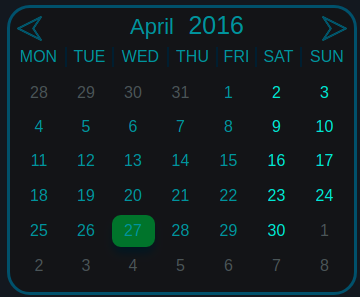 April 2016
MON TUE WED THU FRI SAT SUN
28 29 30 31 1 2 3
4 5 6 7 8 9 10
11 12 13 14 15 16 17
18 19 20 21 22 23 24
25 26 27 28 29 30 1
2 3 4 5 6 7 8